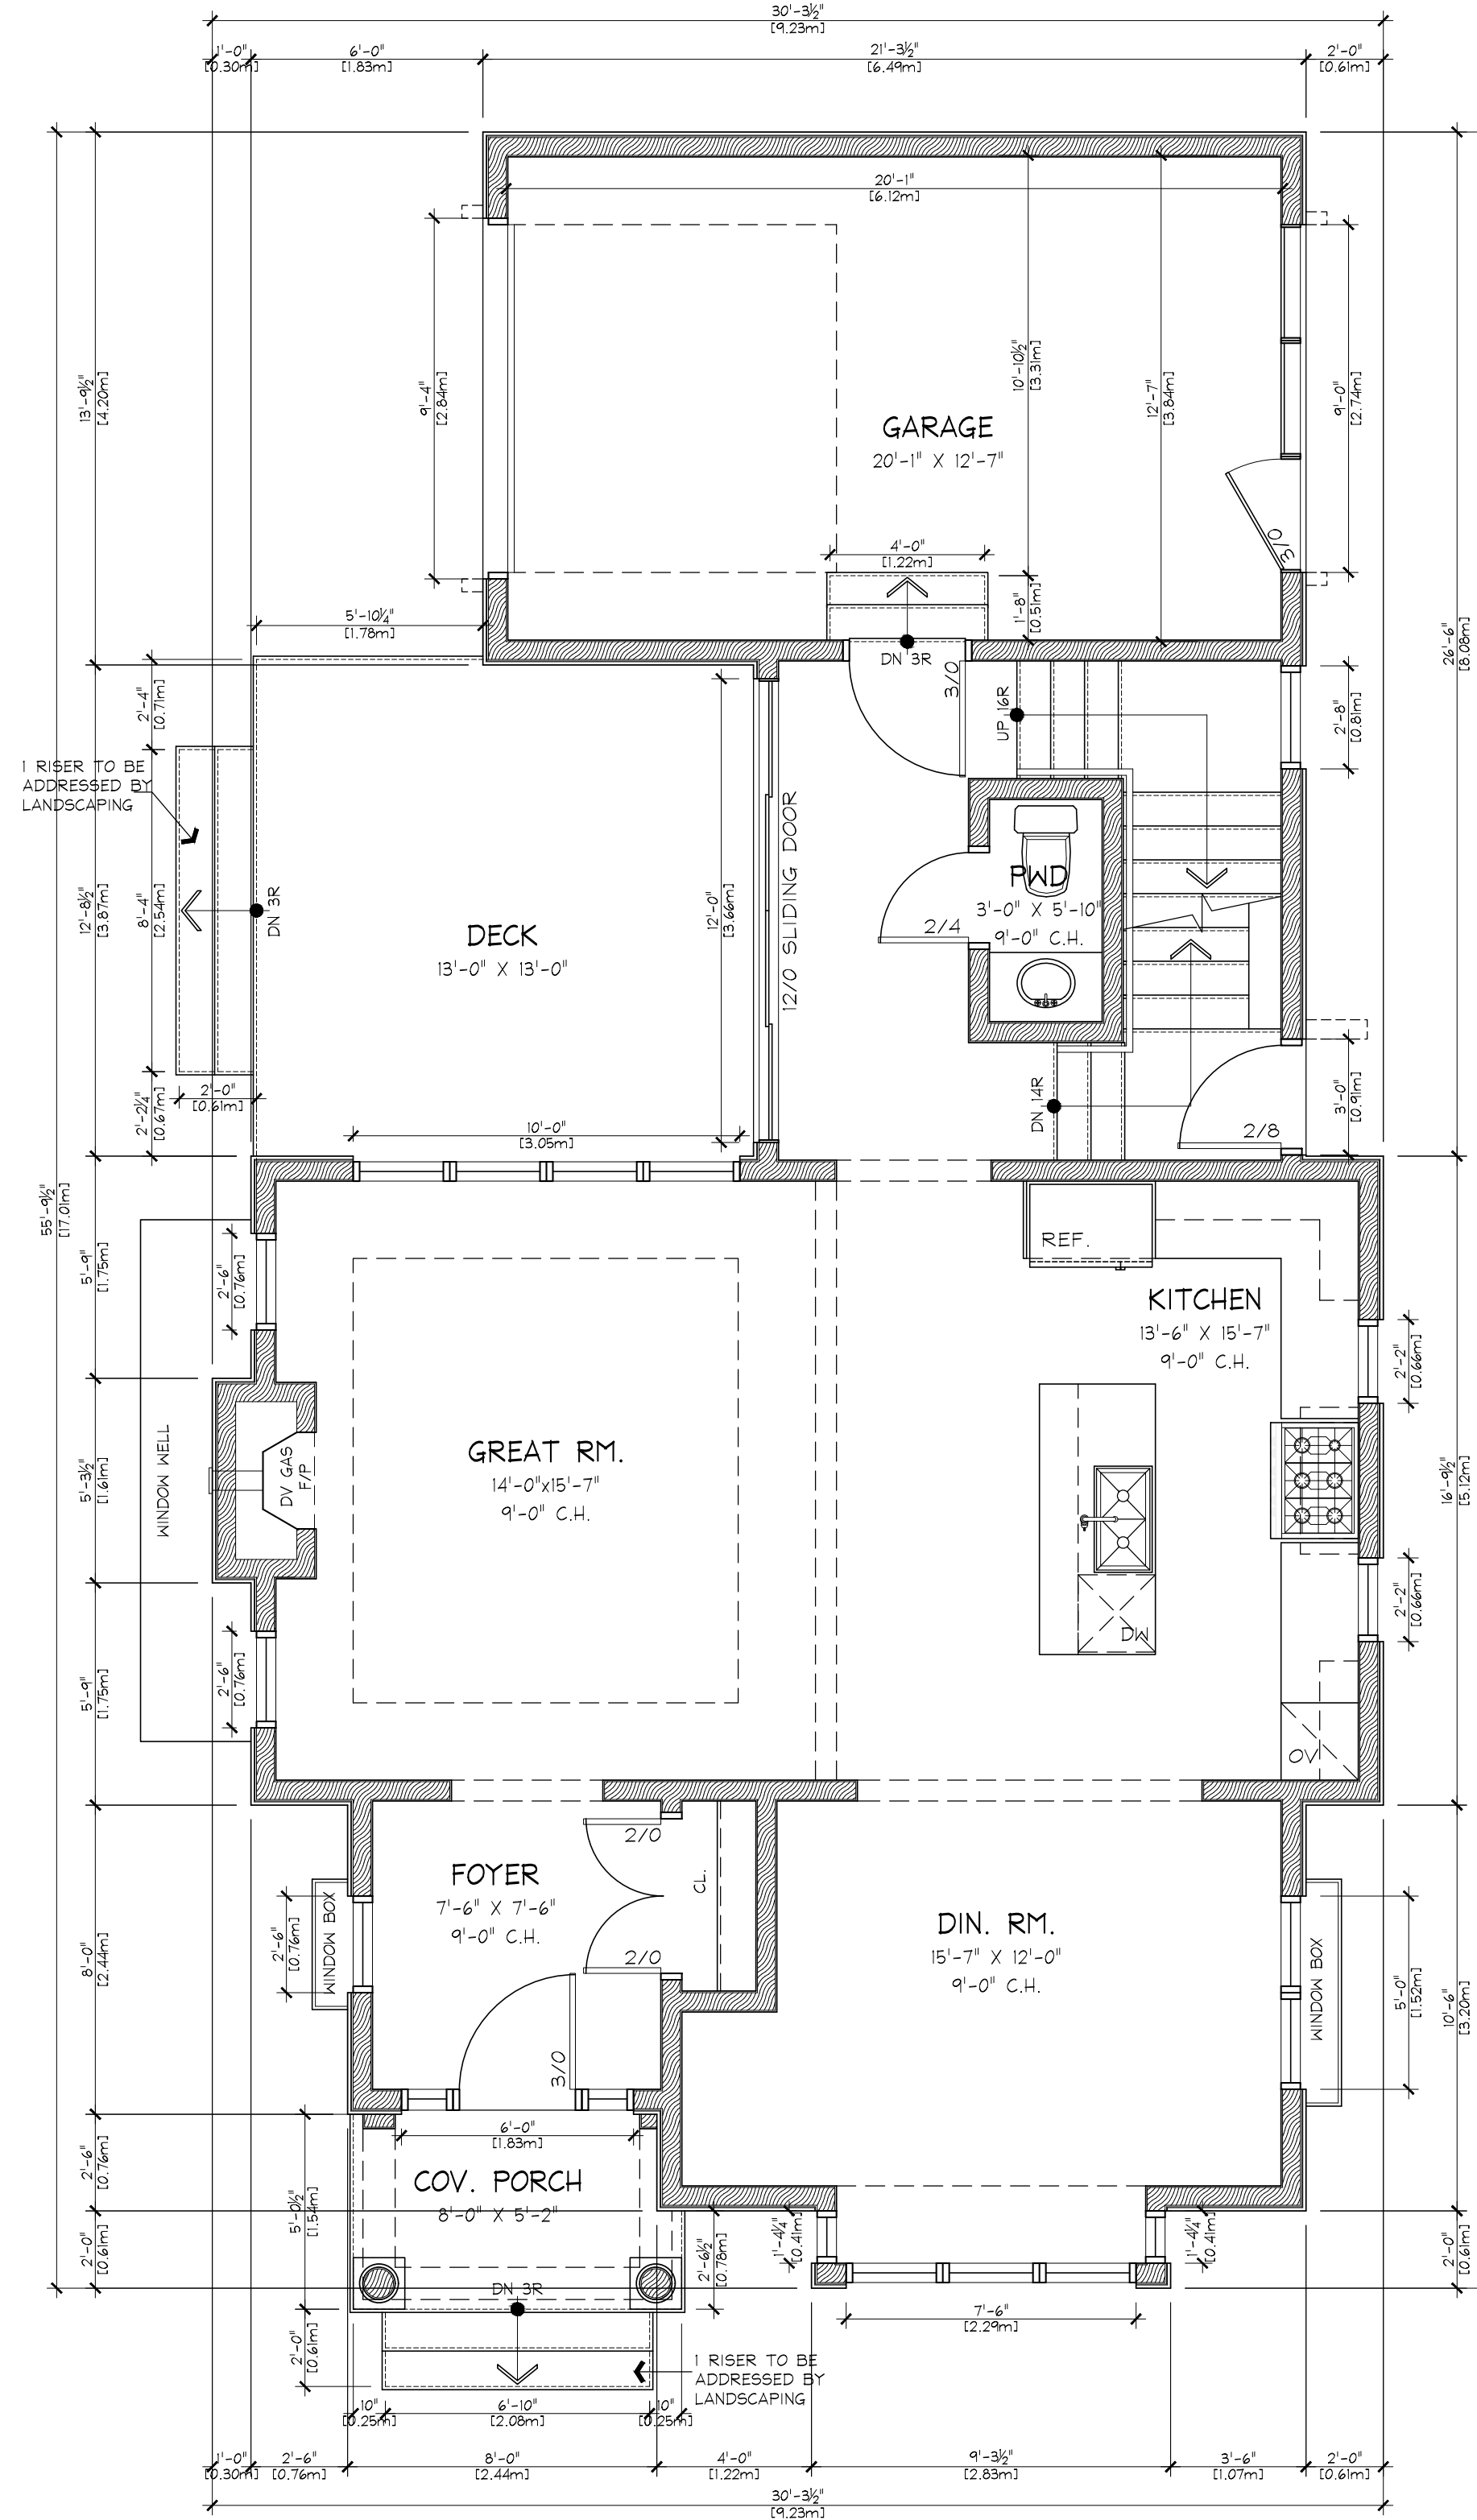 30'-3½"
[9.23m]
1'-0"
[0.30m]
6'-0"
[1.83m]
21'-3½"
[6.49m]
2'-0"
[0.61m]
20'-1"
[6.12m]
13'-9½"
[4.20m]
9'-4"
[2.84m]
10'-10½"
[3.31m]
12'-7"
[3.84m]
9'-0"
[2.74m]
GARAGE
20'-1" X 12'-7"
3/0
26'-6"
[8.08m]
4'-0"
[1.22m]
1'-8"
[0.51m]
5'-10¼"
[1.78m]
DN 3R
3/0
UP 16R
2'-8"
[0.81m]
2'-4"
[0.71m]
1 RISER TO BE
ADDRESSED BY
LANDSCAPING
12'-8½"
[3.87m]
8'-4"
[2.54m]
DN 3R
DECK
13'-0" X 13'-0"
12'-0"
[3.66m]
12/0 SLIDING DOOR
PWD
3'-0" X 5'-10"
9'-0" C.H.
2/4
2'-0"
[0.61m]
2'-2¼"
[0.67m]
10'-0"
[3.05m]
DN 14R
2/8
3'-0"
[0.91m]
55'-9½"
[17.01m]
5'-9"
[1.75m]
2'-6"
[0.76m]
REF.
KITCHEN
13'-6" X 15'-7"
9'-0" C.H.
2'-2"
[0.66m]
WINDOW WELL
5'-3½"
[1.61m]
DV GAS
F/P
GREAT RM.
14'-0"x15'-7"
9'-0" C.H.
16'-9½"
[5.12m]
2'-2"
[0.66m]
DW
5'-9"
[1.75m]
2'-6"
[0.76m]
OV
2/0
CL.
FOYER
7'-6" X 7'-6"
9'-0" C.H.
2/0
WINDOW BOX
2'-6"
[0.76m]
8'-0"
[2.44m]
DIN. RM.
15'-7" X 12'-0"
9'-0" C.H.
WINDOW BOX
5'-0"
[1.52m]
10'-6"
[3.20m]
3/0
6'-0"
[1.83m]
COV. PORCH
8'-0" X 5'-2"
2'-6"
[0.76m]
5'-0½"
[1.54m]
2'-0"
[0.61m]
2'-6½"
[0.78m]
1'-4¼"
[0.41m]
1'-4¼"
[0.41m]
2'-0"
[0.61m]
DN 3R
7'-6"
[2.29m]
2'-0"
[0.61m]
1 RISER TO BE
ADDRESSED BY
LANDSCAPING
10"
[0.25m]
6'-10"
[2.08m]
10"
[0.25m]
1'-0"
[0.30m]
2'-6"
[0.76m]
8'-0"
[2.44m]
4'-0"
[1.22m]
9'-3½"
[2.83m]
3'-6"
[1.07m]
2'-0"
[0.61m]
30'-3½"
[9.23m]